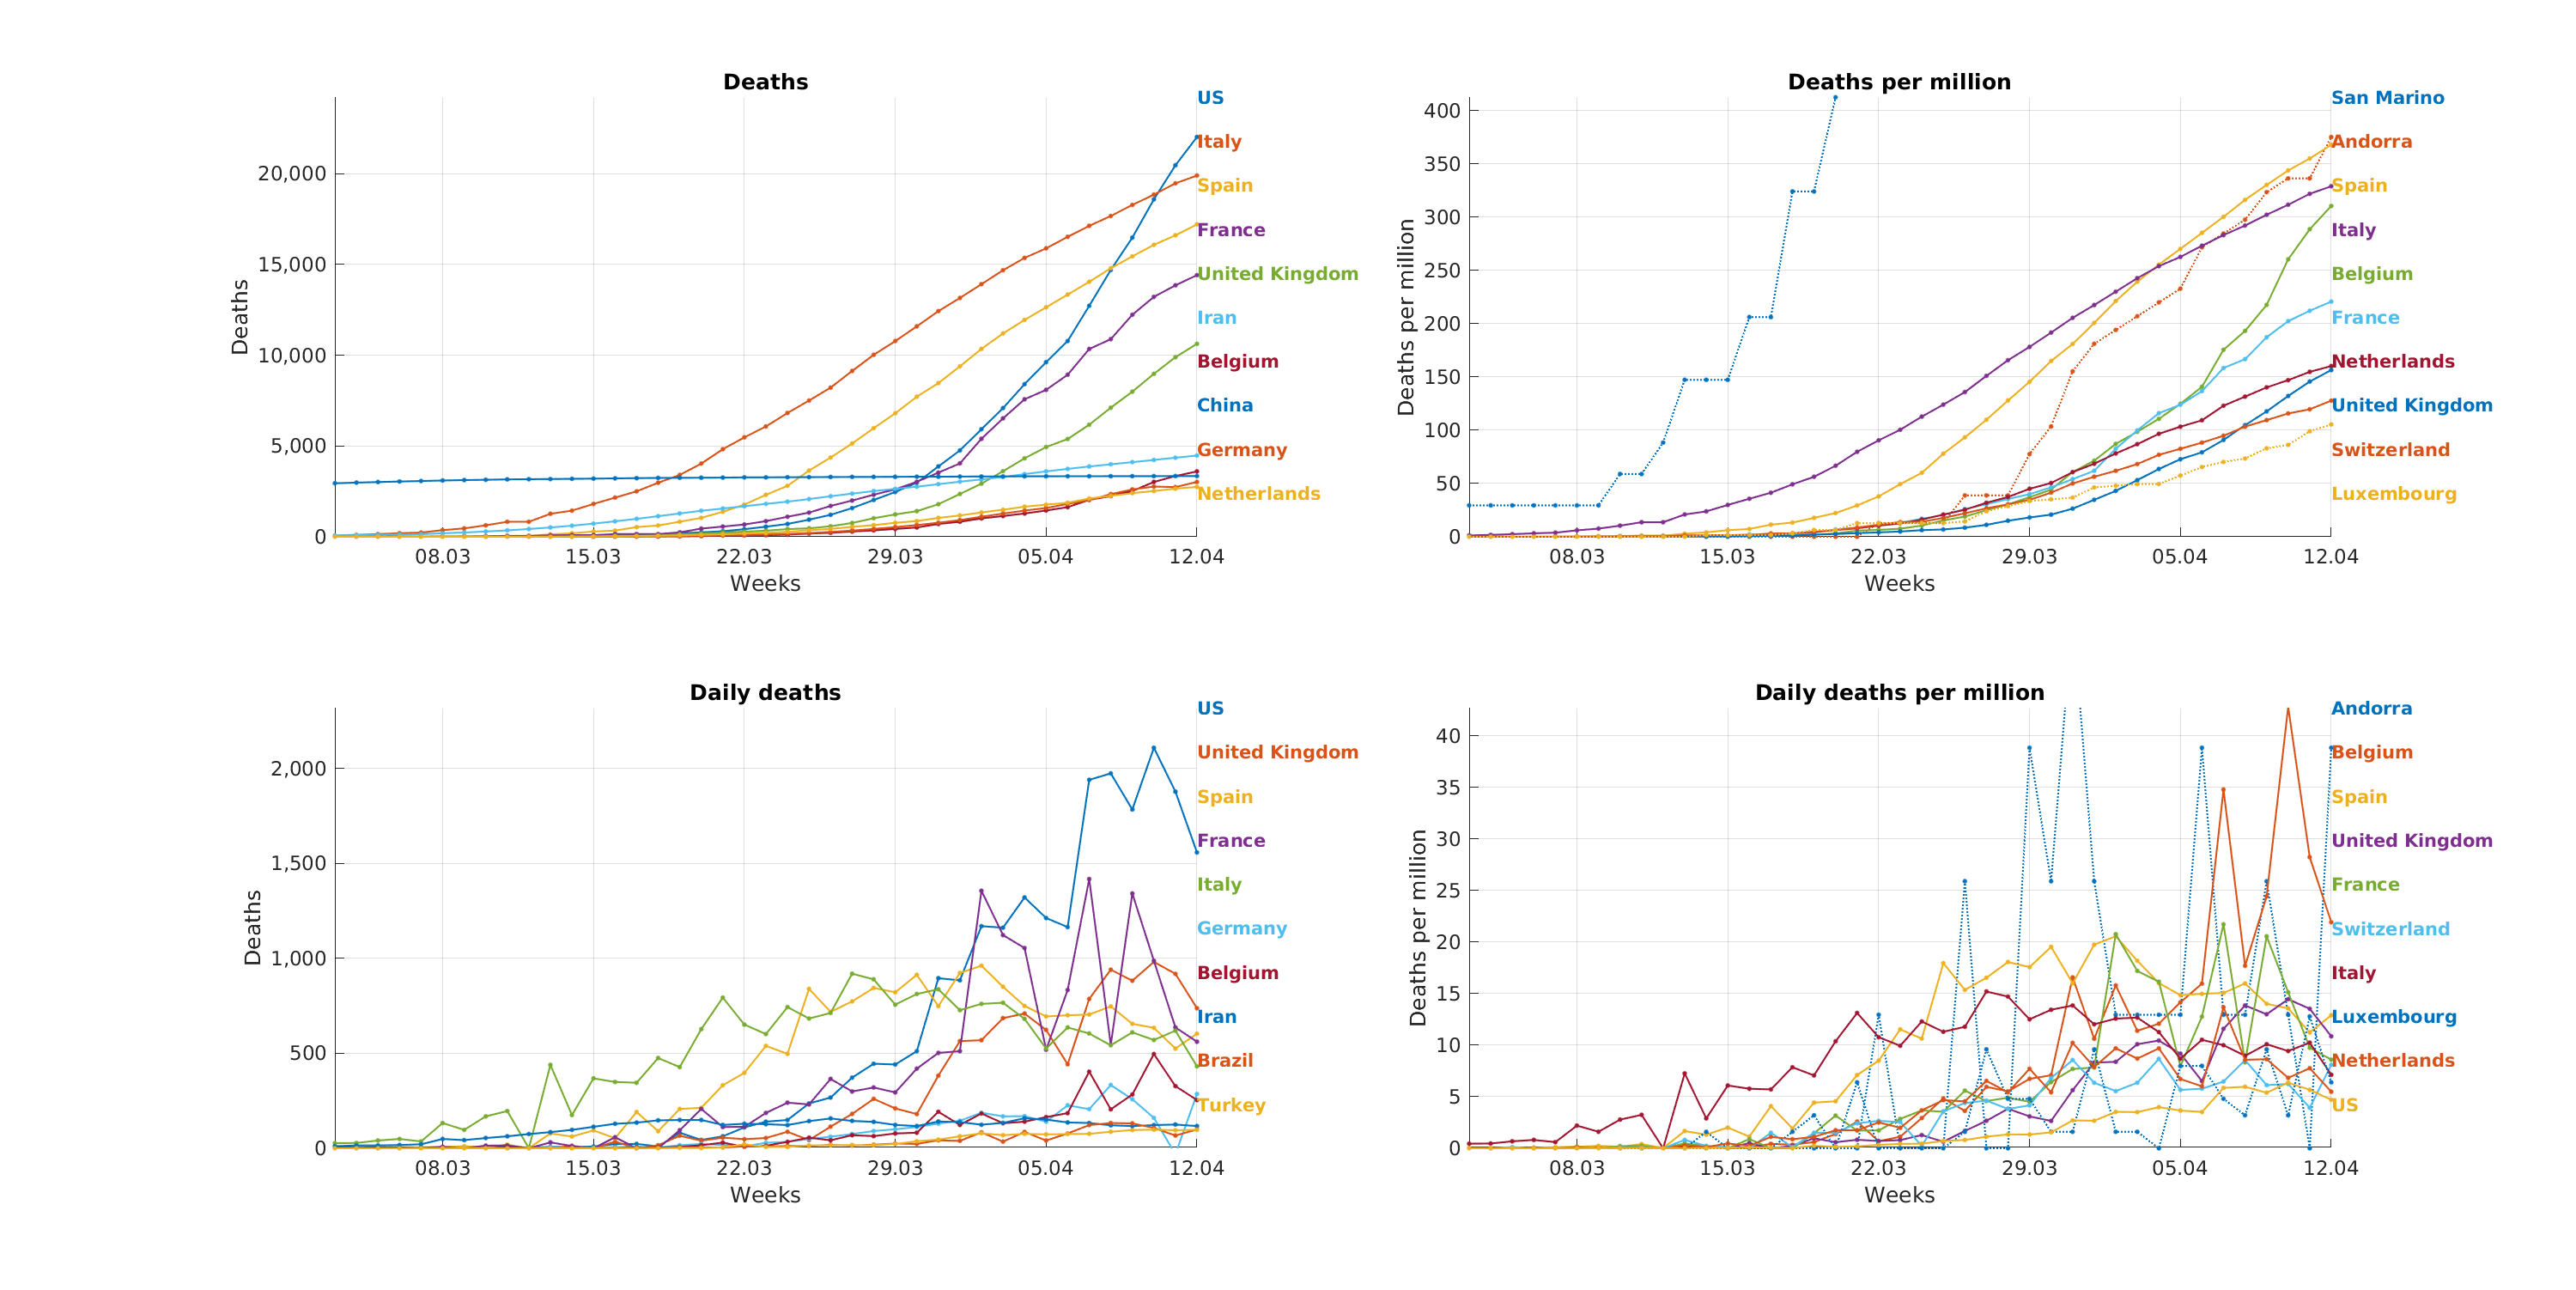 Deaths
US
Italy
20,000
Spain
France
15,000
United Kingdom
Deaths
Iran
10,000
Belgium
China
5,000
Germany
Netherlands
0
08.03 15.03 22.03 29.03 05.04 12.04
Weeks
Deaths per million
San Marino
400
Andorra
350
Spain
300
Italy
250
Belgium
Deaths per million
200
France
150
Netherlands
United Kingdom
100
Switzerland
50
Luxembourg
0
08.03 15.03 22.03 29.03 05.04 12.04
Weeks
Daily deaths
US
United Kingdom
2,000
Spain
France
1,500
Italy
Deaths
Germany
1,000
Belgium
Iran
500
Brazil
Turkey
0
08.03 15.03 22.03 29.03 05.04 12.04
Weeks
Daily deaths per million
Andorra
40
Belgium
35
Spain
30
United Kingdom
25
France
Deaths per million
20
Switzerland
15
Italy
Luxembourg
10
Netherlands
5
US
0
08.03 15.03 22.03 29.03 05.04 12.04
Weeks